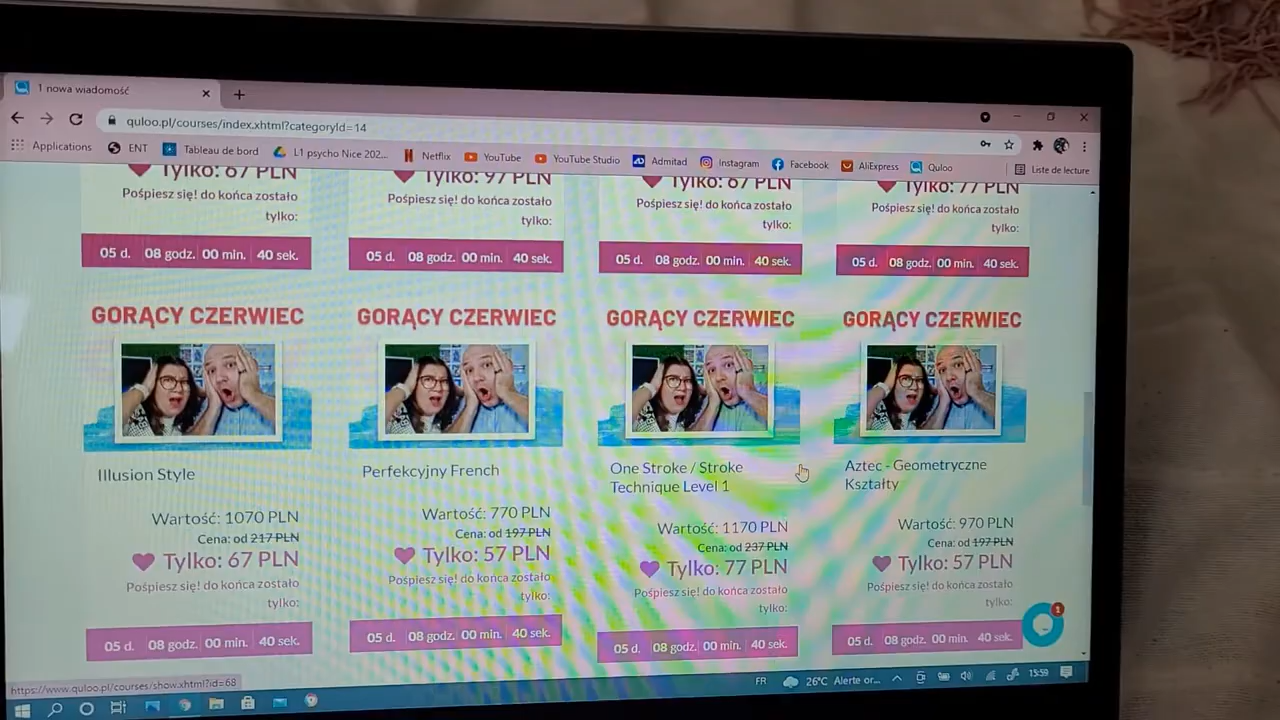 1 nowa wiadomość
quloo.pl/courses/index.xhtml?categoryId=14
Applications ENT Tableau de bord L1 psycho Nice 202... Netflix YouTube YouTube Studio Admitad Instagram Facebook AliExpress Quloo Liste de lecture
Tylko: 67 PLN Tylko: 97 PLN Tylko: 67 PLN Tylko: 77 PLN
Pośpiesz się! do końca zostało Pośpiesz się! do końca zostało Pośpiesz się! do końca zostało Pośpiesz się! do końca zostało
tylko: tylko: tylko: tylko:
05 d. 08 godz. 00 min. 40 sek. 05 d. 08 godz. 00 min. 40 sek. 05 d. 08 godz. 00 min. 40 sek. 05 d. 08 godz. 00 min. 40 sek.
GORĄCY CZERWIEC GORĄCY CZERWIEC GORĄCY CZERWIEC GORĄCY CZERWIEC
Illusion Style
Wartość: 1070 PLN
Cena: od 217 PLN
Tylko: 67 PLN
Pośpiesz się! do końca zostało
tylko:
05 d. 08 godz. 00 min. 40 sek.
Perfekcyjny French
Wartość: 770 PLN
Cena: od 197 PLN
Tylko: 57 PLN
Pośpiesz się! do końca zostało
tylko:
05 d. 08 godz. 00 min. 40 sek.
One Stroke / Stroke
Technique Level 1
Wartość: 1170 PLN
Cena: od 237 PLN
Tylko: 77 PLN
Pośpiesz się! do końca zostało
tylko:
05 d. 08 godz. 00 min. 40 sek.
Aztec - Geometryczne
Kształty
Wartość: 970 PLN
Cena: od 197 PLN
Tylko: 57 PLN
Pośpiesz się! do końca zostało
tylko:
05 d. 08 godz. 00 min. 40 sek.
1
https://www.quloo.pl/courses/show.xhtml?id=68
FR 26°C Alerte or... 15:59